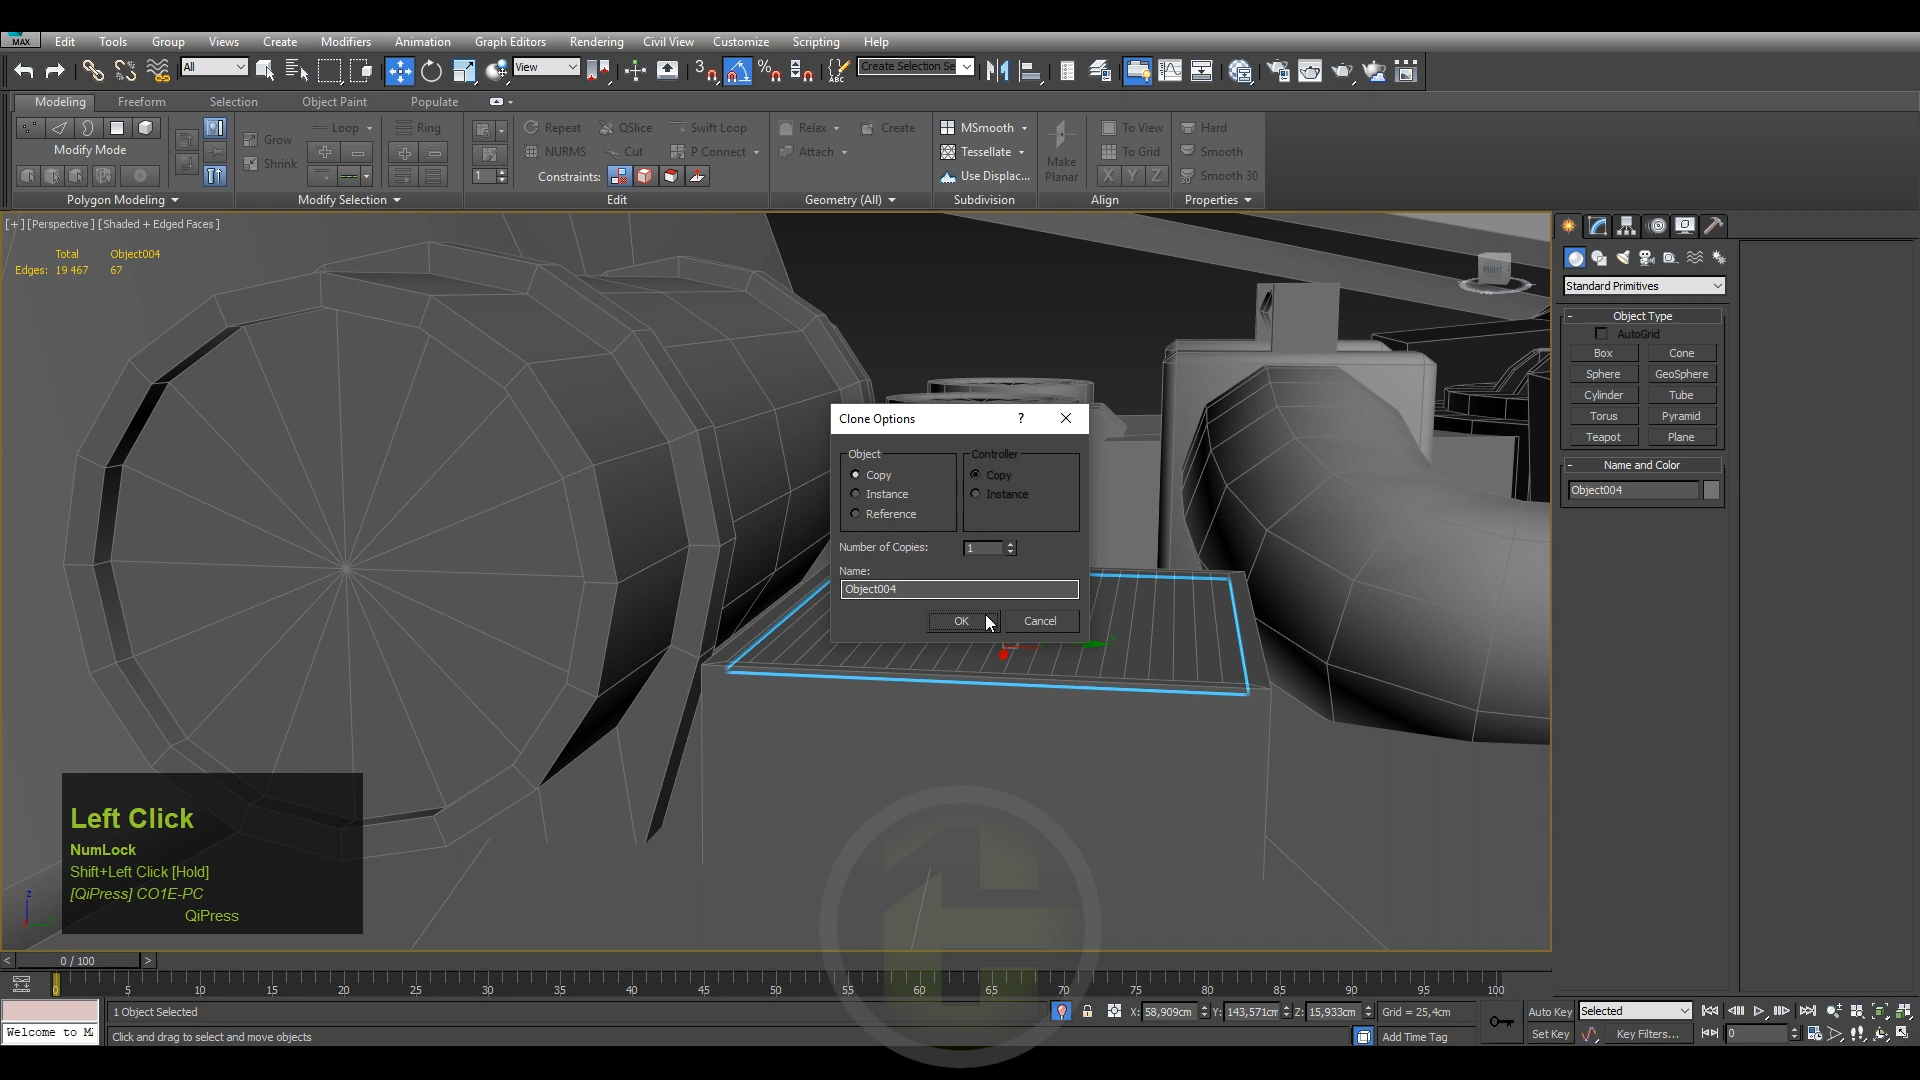 MAX Edit Tools Group Views Create Modifiers Animation Graph Editors Rendering Civil View Customize Scripting Help
All View 3 % ABC Create Selection Se
Modeling Freeform Selection Object Paint Populate
Modify Mode
Polygon Modeling
Grow Loop
Shrink
Modify Selection
Ring
1
Repeat QSlice Swift Loop
NURMS Cut P Connect
Constraints:
Edit
Relax Create
Attach
Geometry (All)
MSmooth
Tessellate
Use Displac...
Subdivision
Make Planar
To View
To Grid
X Y Z
Align
Hard
Smooth
Smooth 30
Properties
[+] [Perspective] [Shaded + Edged Faces]
Total Object004
Edges: 19 467 67
RIGHT
Clone Options ?
Object
Copy
Instance
Reference
Controller
Copy
Instance
Number of Copies: 1
Name:
Object004
OK Cancel
y
Standard Primitives
- Object Type
AutoGrid
Box Cone
Sphere GeoSphere
Cylinder Tube
Torus Pyramid
Teapot Plane
- Name and Color
Object004
Left Click
NumLock
Shift+Left Click [Hold]
[QiPress] CO1E-PC
QiPress
z
< 0 / 100 >
0 5 10 15 20 25 30 35 40 45 50 55 60 65 70 75 80 85 90 95 100
Welcome to M
1 Object Selected
Click and drag to select and move objects
X: 58,909cm Y: 143,571cm Z: 15,933cm Grid = 25,4cm
Add Time Tag
Auto Key Selected
Set Key Key Filters...
0